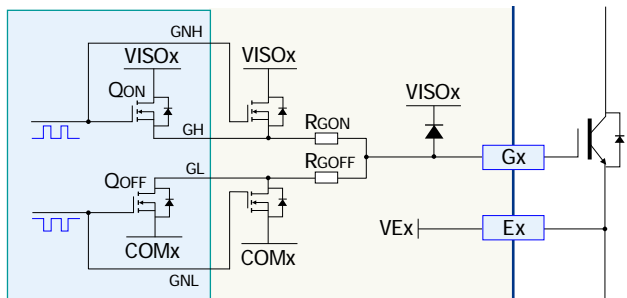 GNH
VISOx
VISOx
QON
GH
RGON
VISOx
RGOFF
Gx
GL
QOFF
VEx
Ex
COMx
COMx
GNL